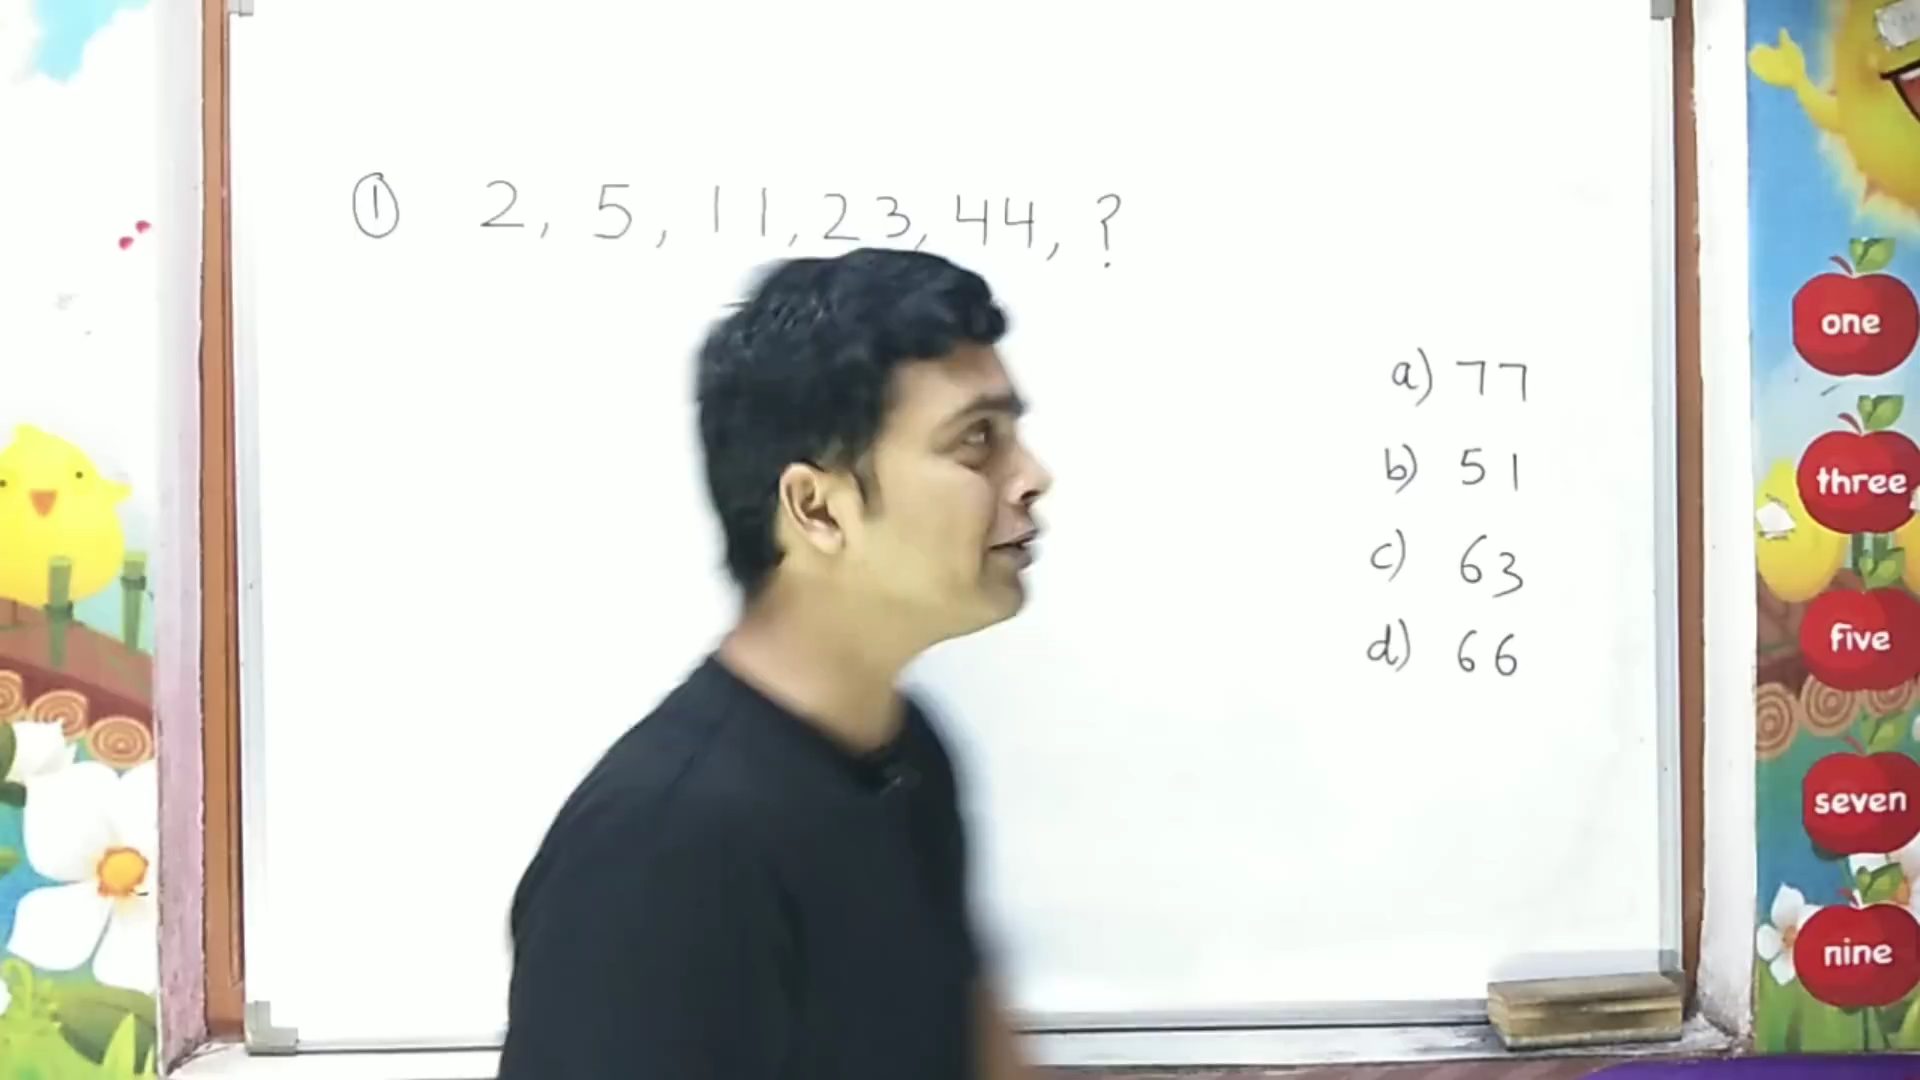 ① 2, 5, 11, 23, 44, ?
a) 77
b) 51
c) 63
d) 66
one
three
five
seven
nine